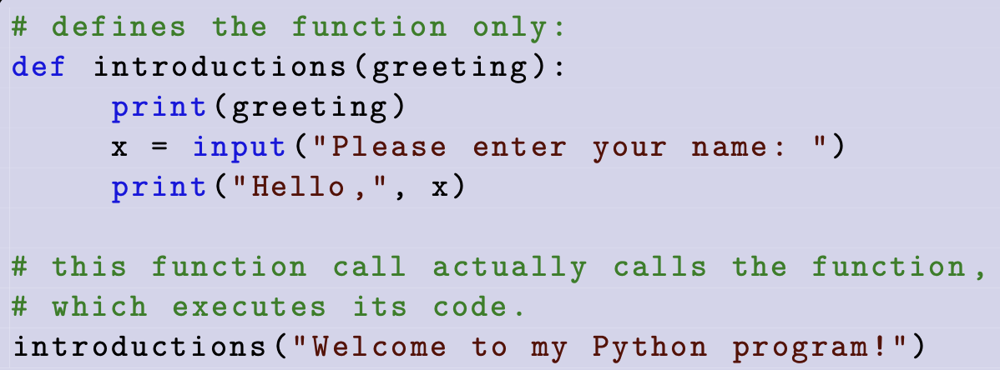 # defines the function only:
def introductions(greeting):
    print(greeting)
    x = input("Please enter your name: ")
    print("Hello,", x)

# this function call actually calls the function,
# which executes its code.
introductions("Welcome to my Python program!")